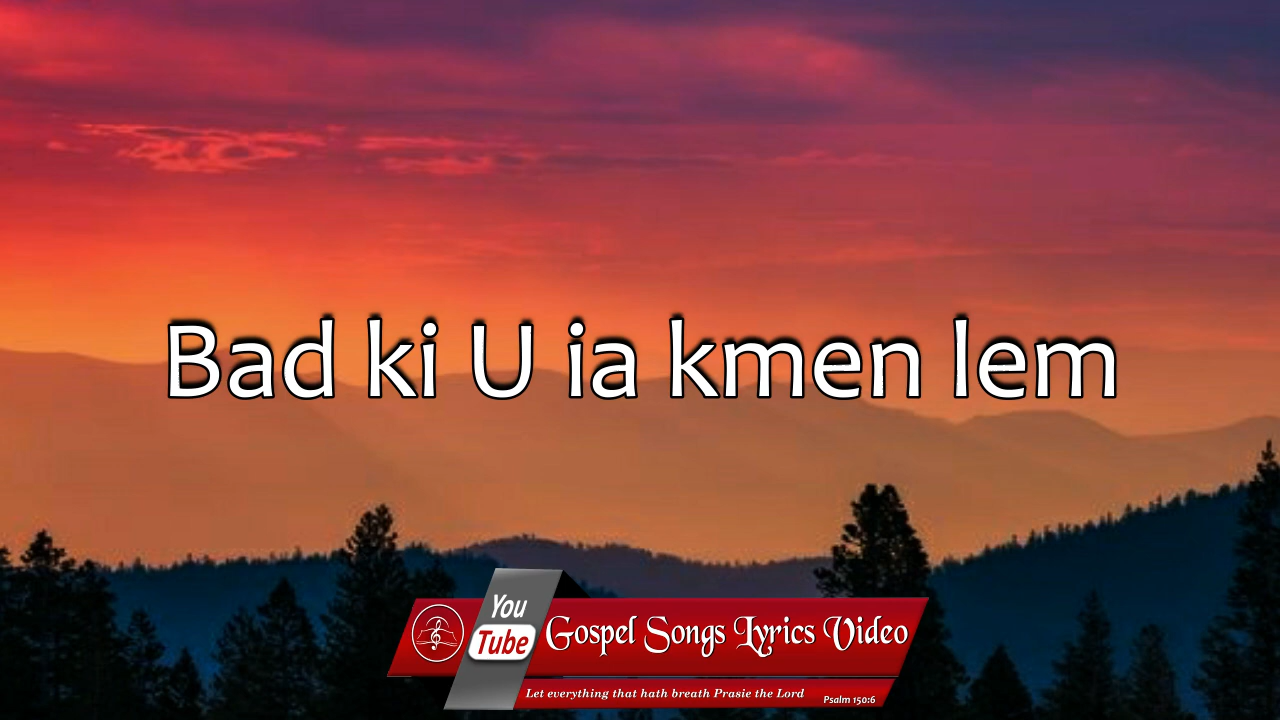 Bad ki U ia kmen lem
You
Tube
Gospel Songs Lyrics Video
Let everything that hath breath Prasie the Lord
Psalm 150:6